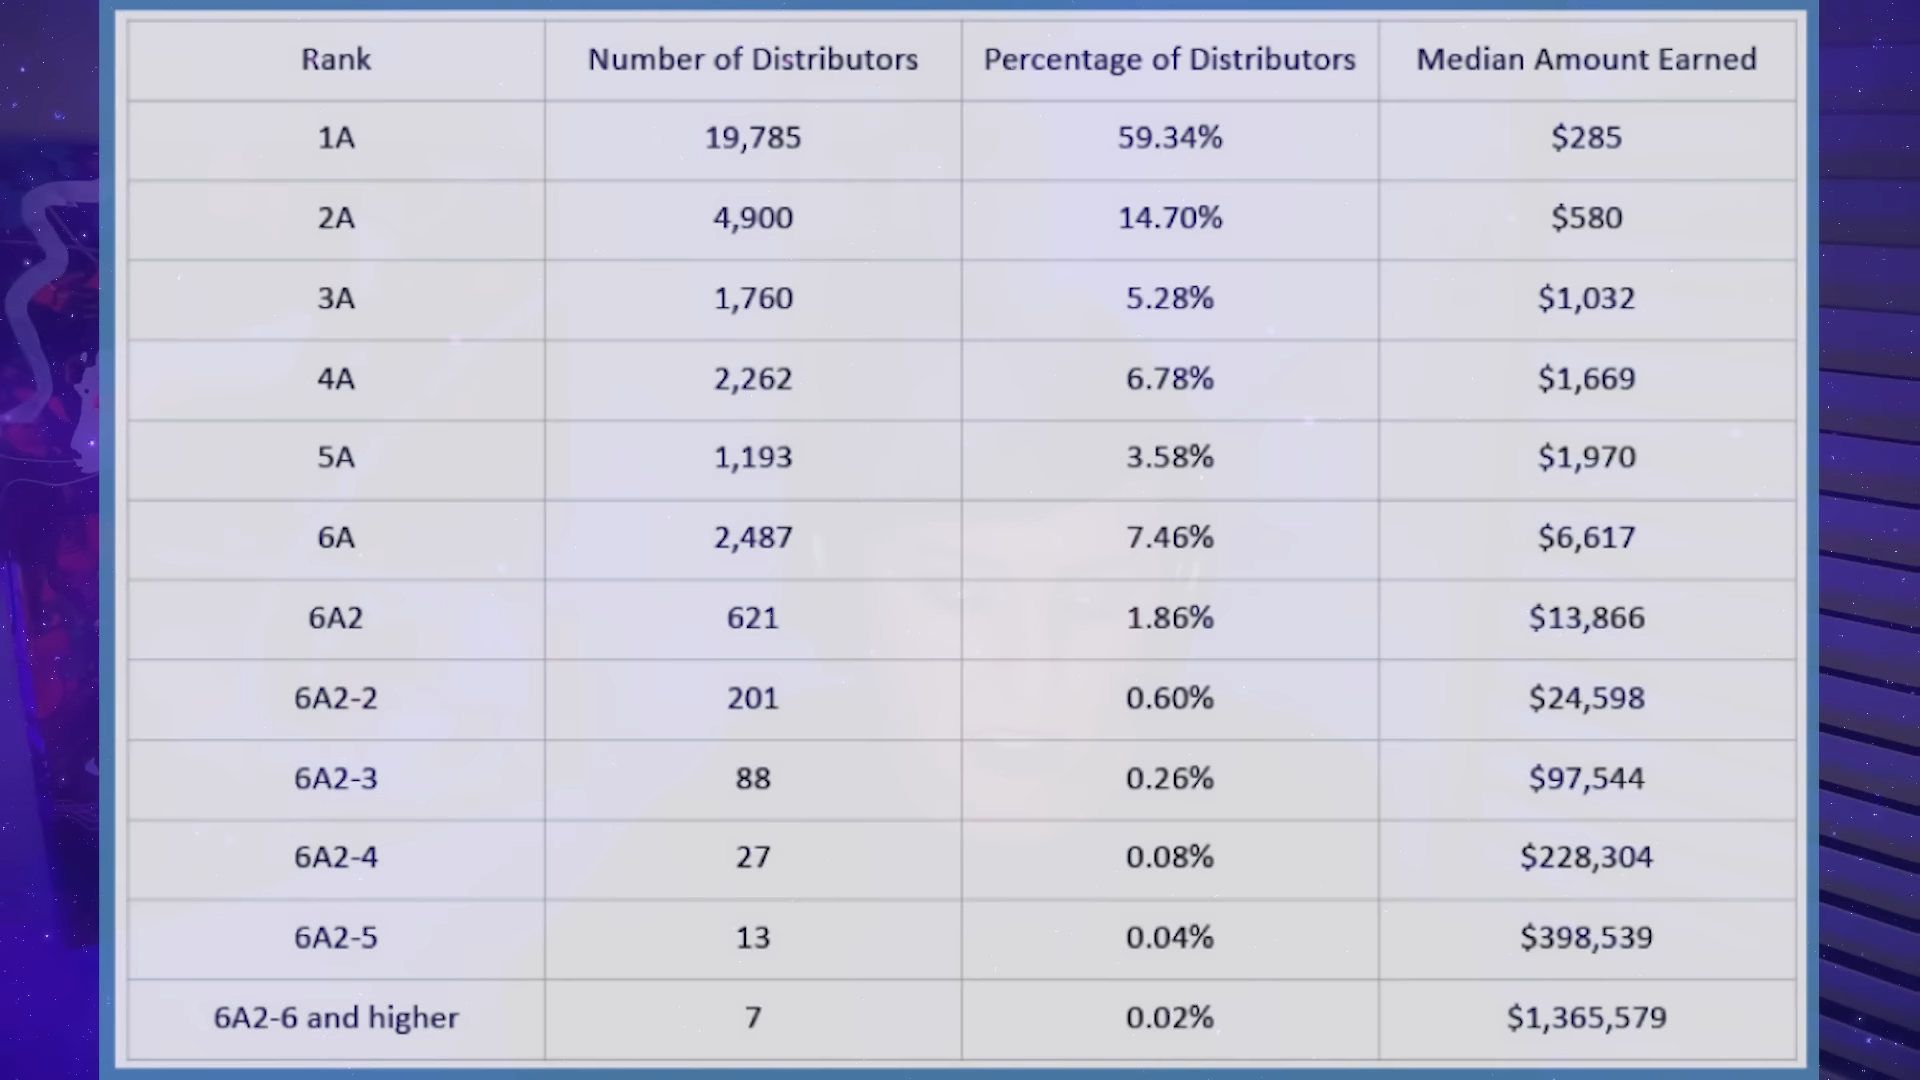 Rank Number of Distributors Percentage of Distributors Median Amount Earned
1A 19,785 59.34% $285
2A 4,900 14.70% $580
3A 1,760 5.28% $1,032
4A 2,262 6.78% $1,669
5A 1,193 3.58% $1,970
6A 2,487 7.46% $6,617
6A2 621 1.86% $13,866
6A2-2 201 0.60% $24,598
6A2-3 88 0.26% $97,544
6A2-4 27 0.08% $228,304
6A2-5 13 0.04% $398,539
6A2-6 and higher 7 0.02% $1,365,579